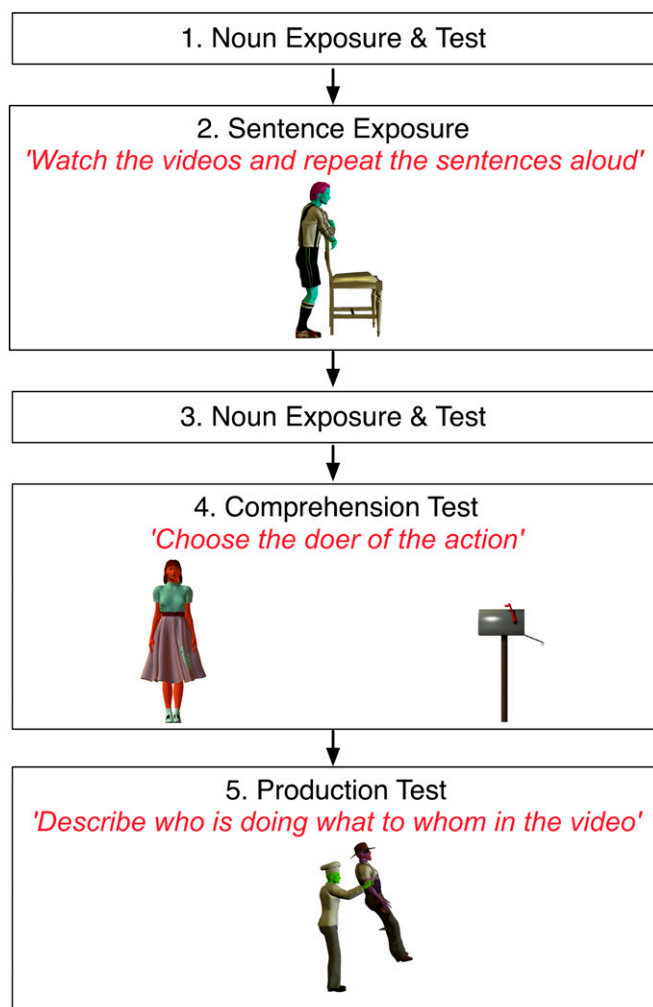 1. Noun Exposure & Test
2. Sentence Exposure
'Watch the videos and repeat the sentences aloud'
3. Noun Exposure & Test
4. Comprehension Test
'Choose the doer of the action'
5. Production Test
'Describe who is doing what to whom in the video'